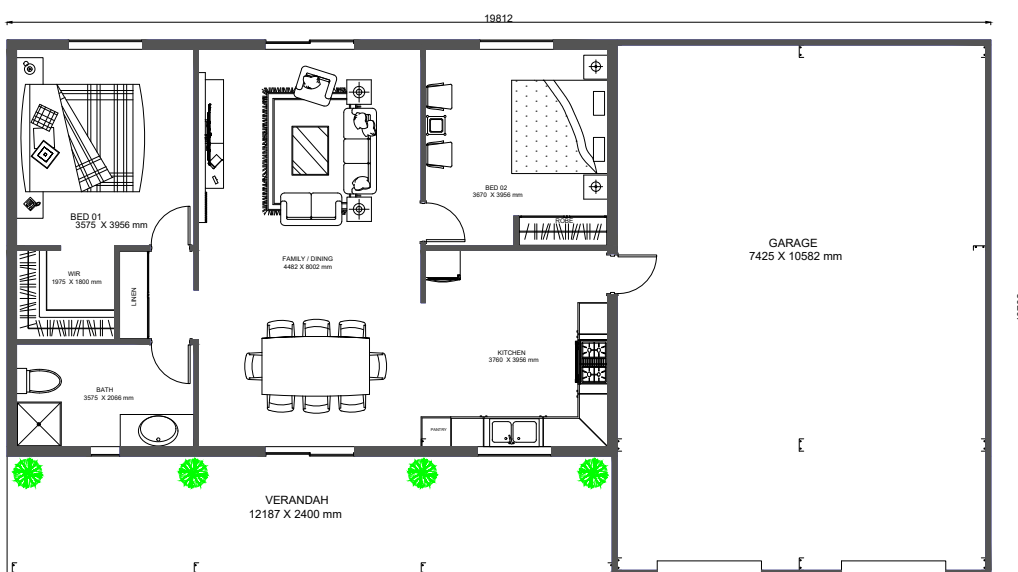 19812
BED 01
3575 X 3956 mm
BED 02
3670 X 3956 mm
ROBE
GARAGE
7425 X 10582 mm
FAMILY / DINING
4482 X 8002 mm
WIR
1975 X 1800 mm
LINEN
KITCHEN
3760 X 3956 mm
BATH
3575 X 2066 mm
PANTRY
VERANDAH
12187 X 2400 mm